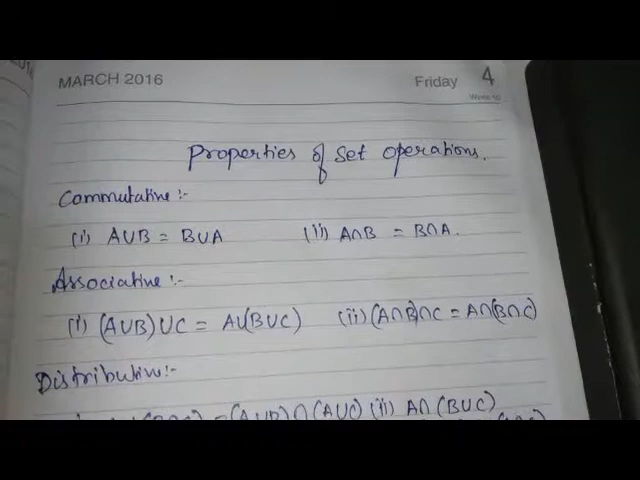 MARCH 2016 Friday 4
Properties of Set Operations.
Commutative :-
(i) A∪B = B∪A (ii) A∩B = B∩A.
Associative :-
(i) (A∪B)∪C = A∪(B∪C) (ii) (A∩B)∩C = A∩(B∩C)
Distributive :-
= (A∪B)∩(A∪C) (ii) A∩(B∪C)